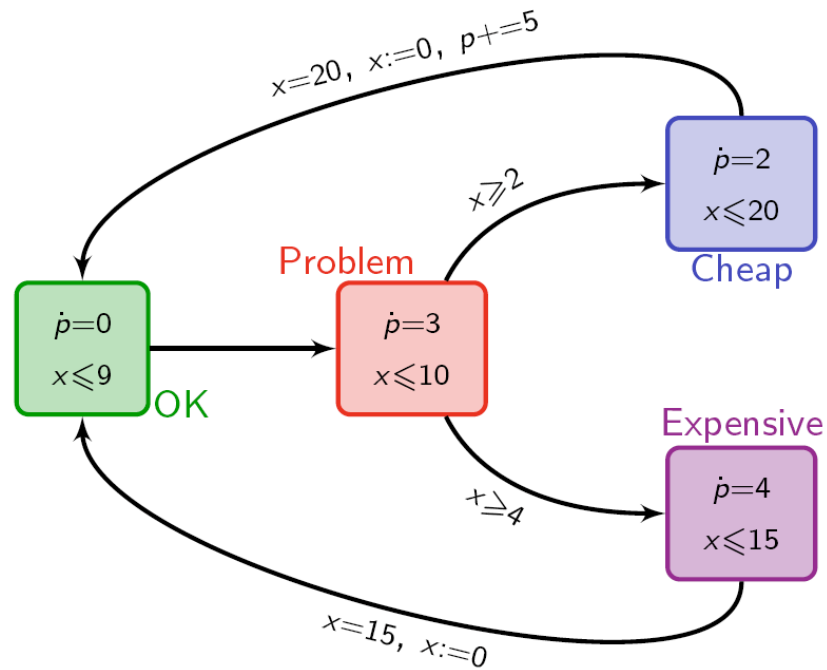 x=20, x:=0, p+=5
ṗ=2
x⩽20
Cheap
x⩾2
Problem
ṗ=0
x⩽9
OK
ṗ=3
x⩽10
Expensive
ṗ=4
x⩽15
x⩾4
x=15, x:=0